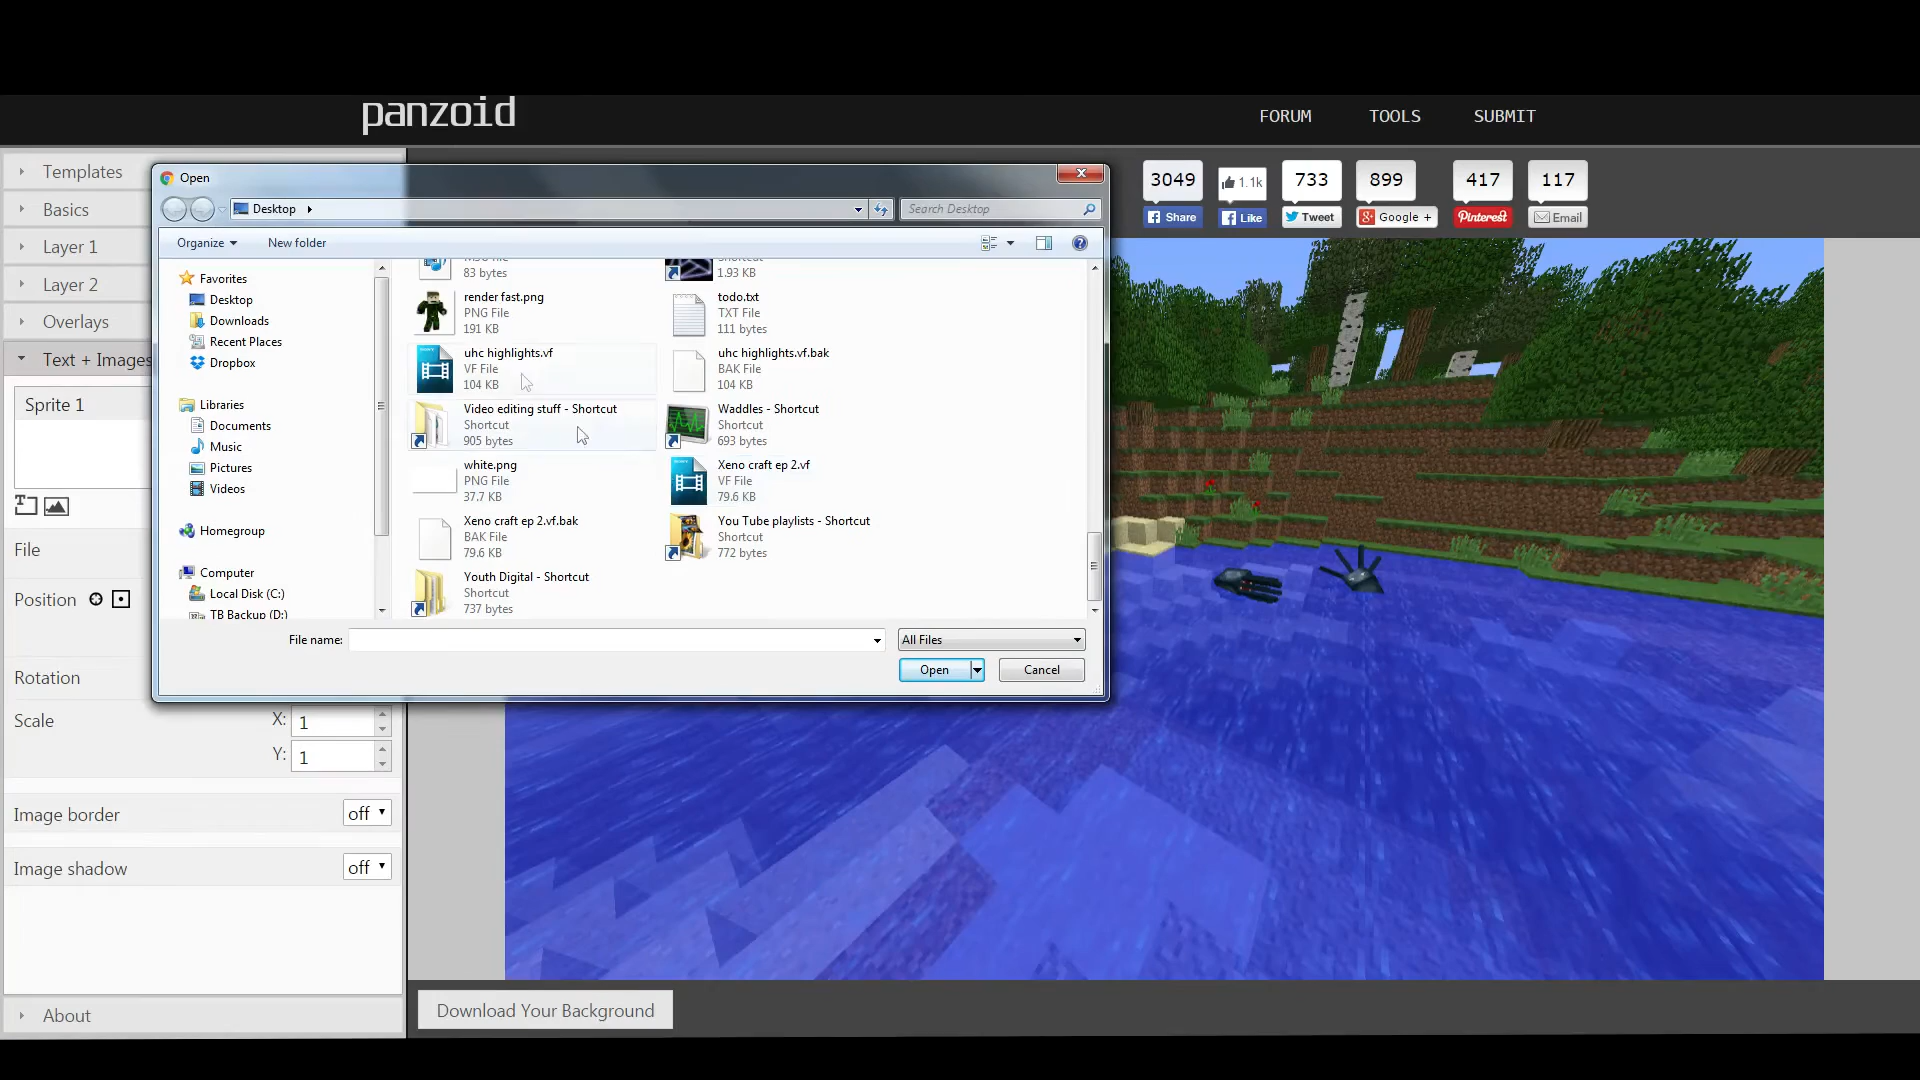 panzoid
FORUM
TOOLS
SUBMIT
Templates
Basics
Layer 1
Layer 2
Overlays
Text + Images
Sprite 1
File
Position
Rotation
Scale
X: 1
Y: 1
Image border
off
Image shadow
off
About
Open
Desktop
Search Desktop
Organize
New folder
Favorites
Desktop
Downloads
Recent Places
Dropbox
Libraries
Documents
Music
Pictures
Videos
Homegroup
Computer
Local Disk (C:)
TB Backup (D:)
83 bytes
1.93 KB
render fast.png
PNG File
191 KB
todo.txt
TXT File
111 bytes
uhc highlights.vf
VF File
104 KB
uhc highlights.vf.bak
BAK File
104 KB
Video editing stuff - Shortcut
Shortcut
905 bytes
Waddles - Shortcut
Shortcut
693 bytes
white.png
PNG File
37.7 KB
Xeno craft ep 2.vf
VF File
79.6 KB
Xeno craft ep 2.vf.bak
BAK File
79.6 KB
You Tube playlists - Shortcut
Shortcut
772 bytes
Youth Digital - Shortcut
Shortcut
737 bytes
File name:
All Files
Open
Cancel
3049
Share
1.1k
Like
733
Tweet
899
Google +
417
Pinterest
117
Email
Download Your Background